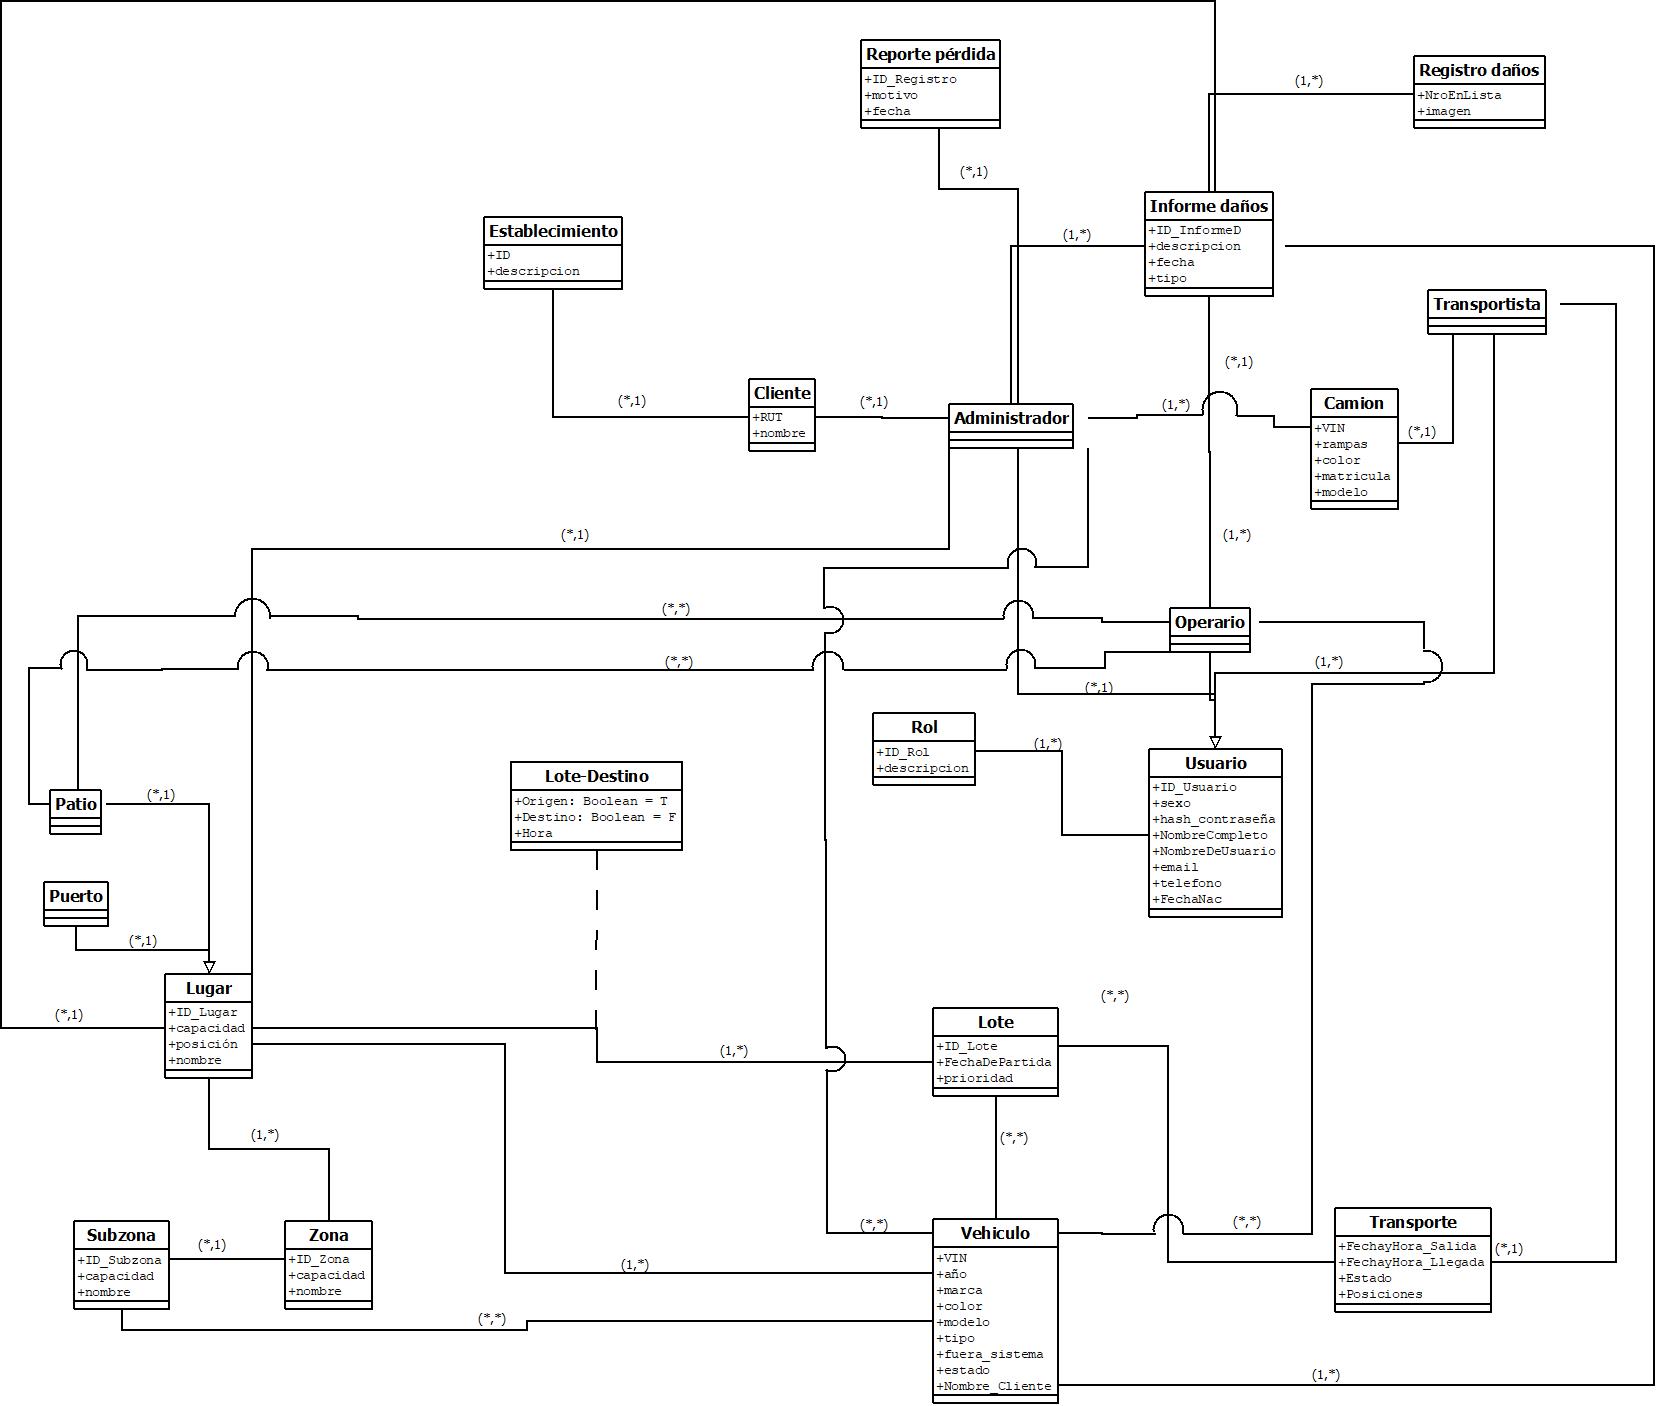 Reporte pérdida
+ID_Registro
+motivo
+fecha
Registro daños
+NroEnLista
+imagen
(1,*)
(*,1)
Informe daños
+ID_InformeD
+descripcion
+fecha
+tipo
Establecimiento
+ID
+descripcion
(1,*)
Transportista
(*,1)
Cliente
+RUT
+nombre
(*,1)
(*,1)
Administrador
(1,*)
Camion
+VIN
+rampas
+color
+matricula
+modelo
(*,1)
(*,1)
(1,*)
(*,*)
Operario
(*,*)
(1,*)
(*,1)
Rol
+ID_Rol
+descripcion
(1,*)
Usuario
+ID_Usuario
+sexo
+hash_contraseña
+NombreCompleto
+NombreDeUsuario
+email
+telefono
+FechaNac
Lote-Destino
+Origen: Boolean = T
+Destino: Boolean = F
+Hora
Patio
(*,1)
Puerto
(*,1)
Lugar
+ID_Lugar
+capacidad
+posición
+nombre
(*,1)
(*,*)
Lote
+ID_Lote
+FechaDePartida
+prioridad
(1,*)
(1,*)
(*,*)
Subzona
+ID_Subzona
+capacidad
+nombre
(*,1)
Zona
+ID_Zona
+capacidad
+nombre
(*,*)
(*,*)
Vehiculo
+VIN
+año
+marca
+color
+modelo
+tipo
+fuera_sistema
+estado
+Nombre_Cliente
(1,*)
(*,*)
Transporte
+FechayHora_Salida
+FechayHora_Llegada
+Estado
+Posiciones
(*,1)
(1,*)